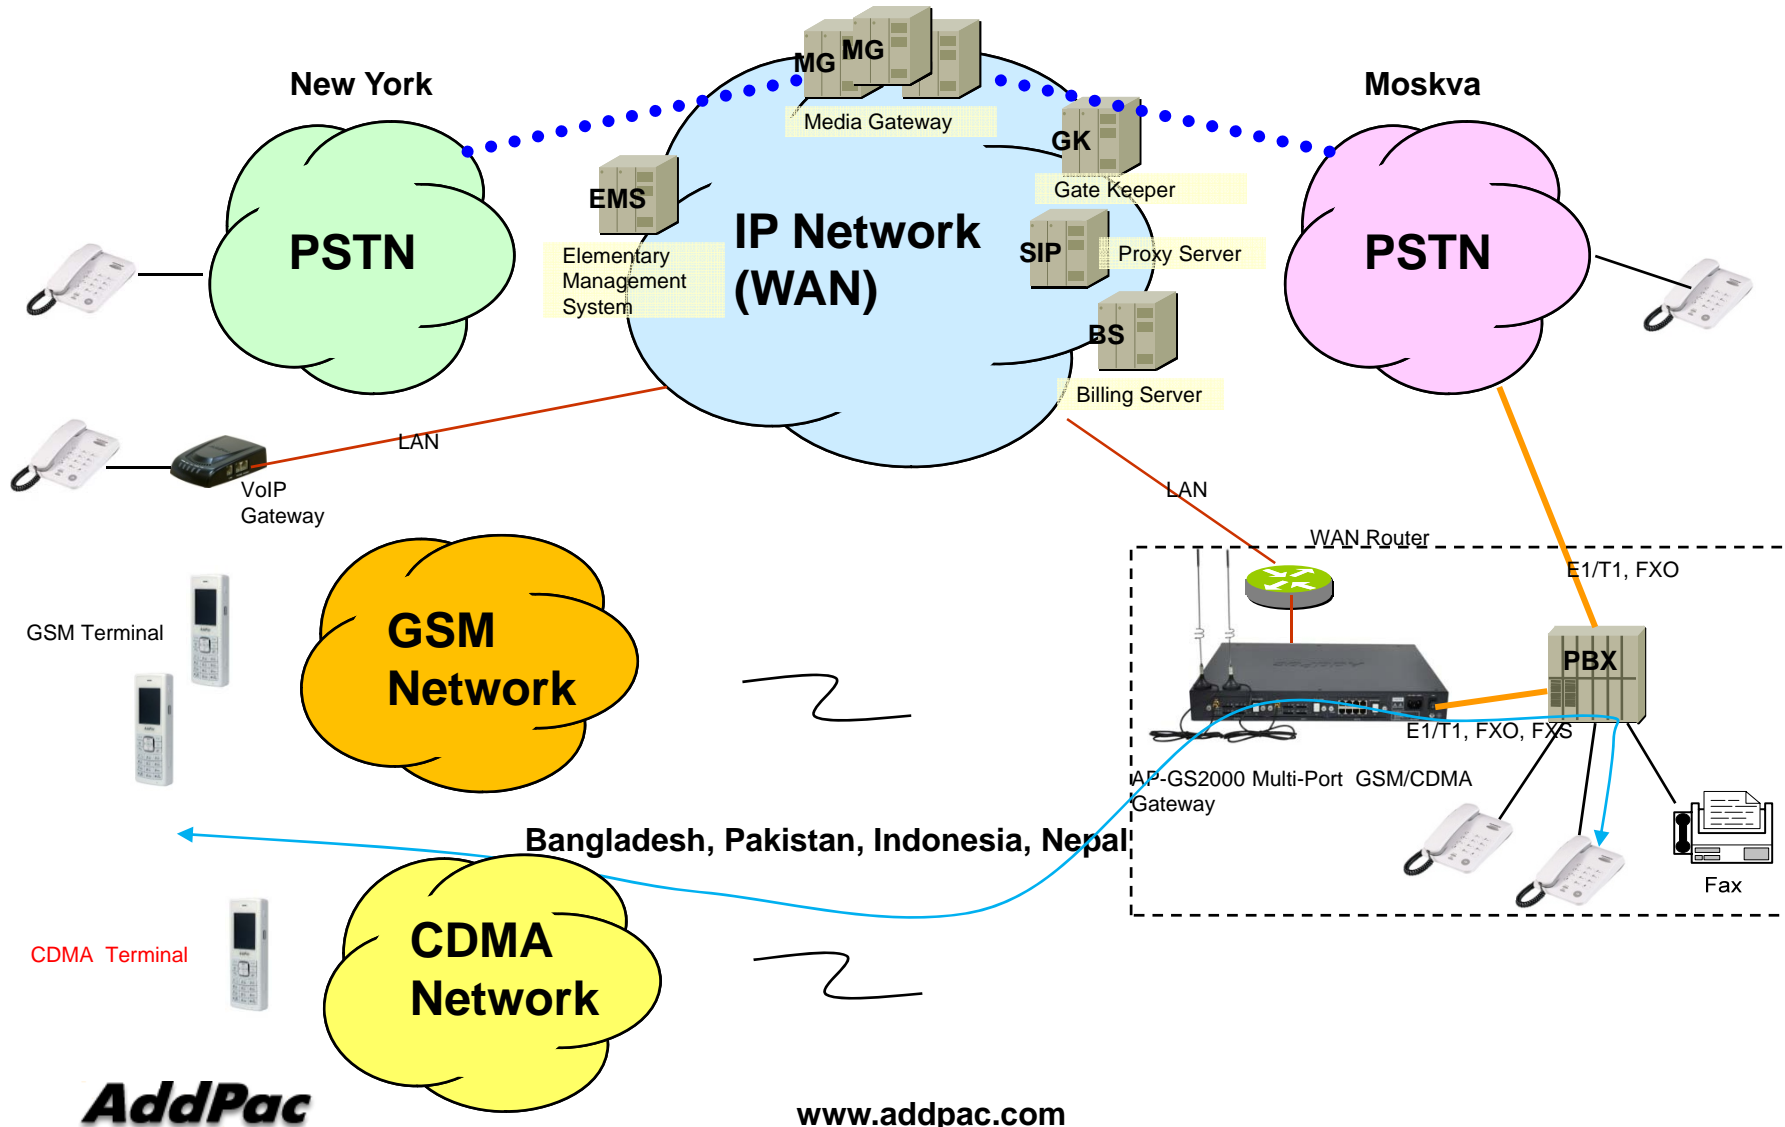 New York
Moskva
MG
MG
Media Gateway
GK
Gate Keeper
EMS
Elementary
Management
System
IP Network
(WAN)
SIP
Proxy Server
BS
Billing Server
PSTN
PSTN
LAN
VoIP
Gateway
LAN
WAN Router
E1/T1, FXO
GSM Terminal
GSM
Network
PBX
E1/T1, FXO, FXS
AP-GS2000 Multi-Port GSM/CDMA
Gateway
Bangladesh, Pakistan, Indonesia, Nepal
Fax
CDMA Terminal
CDMA
Network
AddPac
www.addpac.com